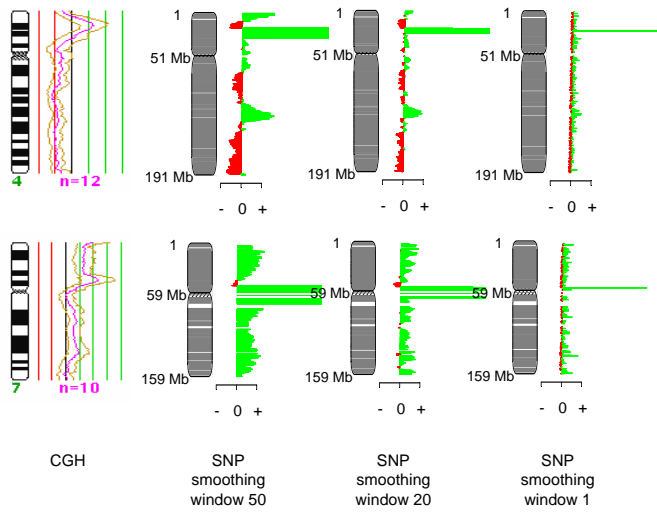 1 1 1
51 Mb 51 Mb 51 Mb
191 Mb 191 Mb 191 Mb
4 n=12
- 0 + - 0 + - 0 +
1 1 1
59 Mb 59 Mb 59 Mb
159 Mb 159 Mb 159 Mb
7 n=10
- 0 + - 0 + - 0 +
CGH SNP SNP SNP
smoothing smoothing smoothing
window 50 window 20 window 1